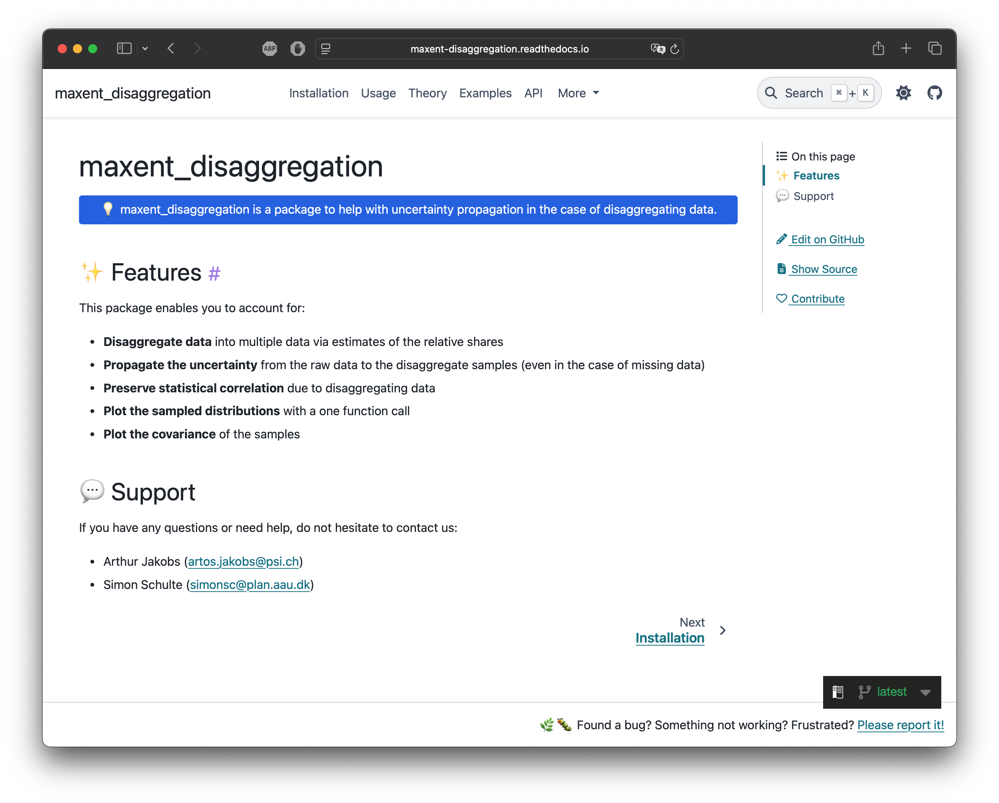 ABP
maxent-disaggregation.readthedocs.io
maxent_disaggregation
Installation Usage Theory Examples API More
Search ⌘ + K
maxent_disaggregation
💡 maxent_disaggregation is a package to help with uncertainty propagation in the case of disaggregating data.
✨ Features #
This package enables you to account for:
• Disaggregate data into multiple data via estimates of the relative shares
• Propagate the uncertainty from the raw data to the disaggregate samples (even in the case of missing data)
• Preserve statistical correlation due to disaggregating data
• Plot the sampled distributions with a one function call
• Plot the covariance of the samples
💬 Support
If you have any questions or need help, do not hesitate to contact us:
• Arthur Jakobs (artos.jakobs@psi.ch)
• Simon Schulte (simonsc@plan.aau.dk)
Next
Installation
On this page
✨ Features
💬 Support
Edit on GitHub
Show Source
Contribute
latest
🌿🐛 Found a bug? Something not working? Frustrated? Please report it!